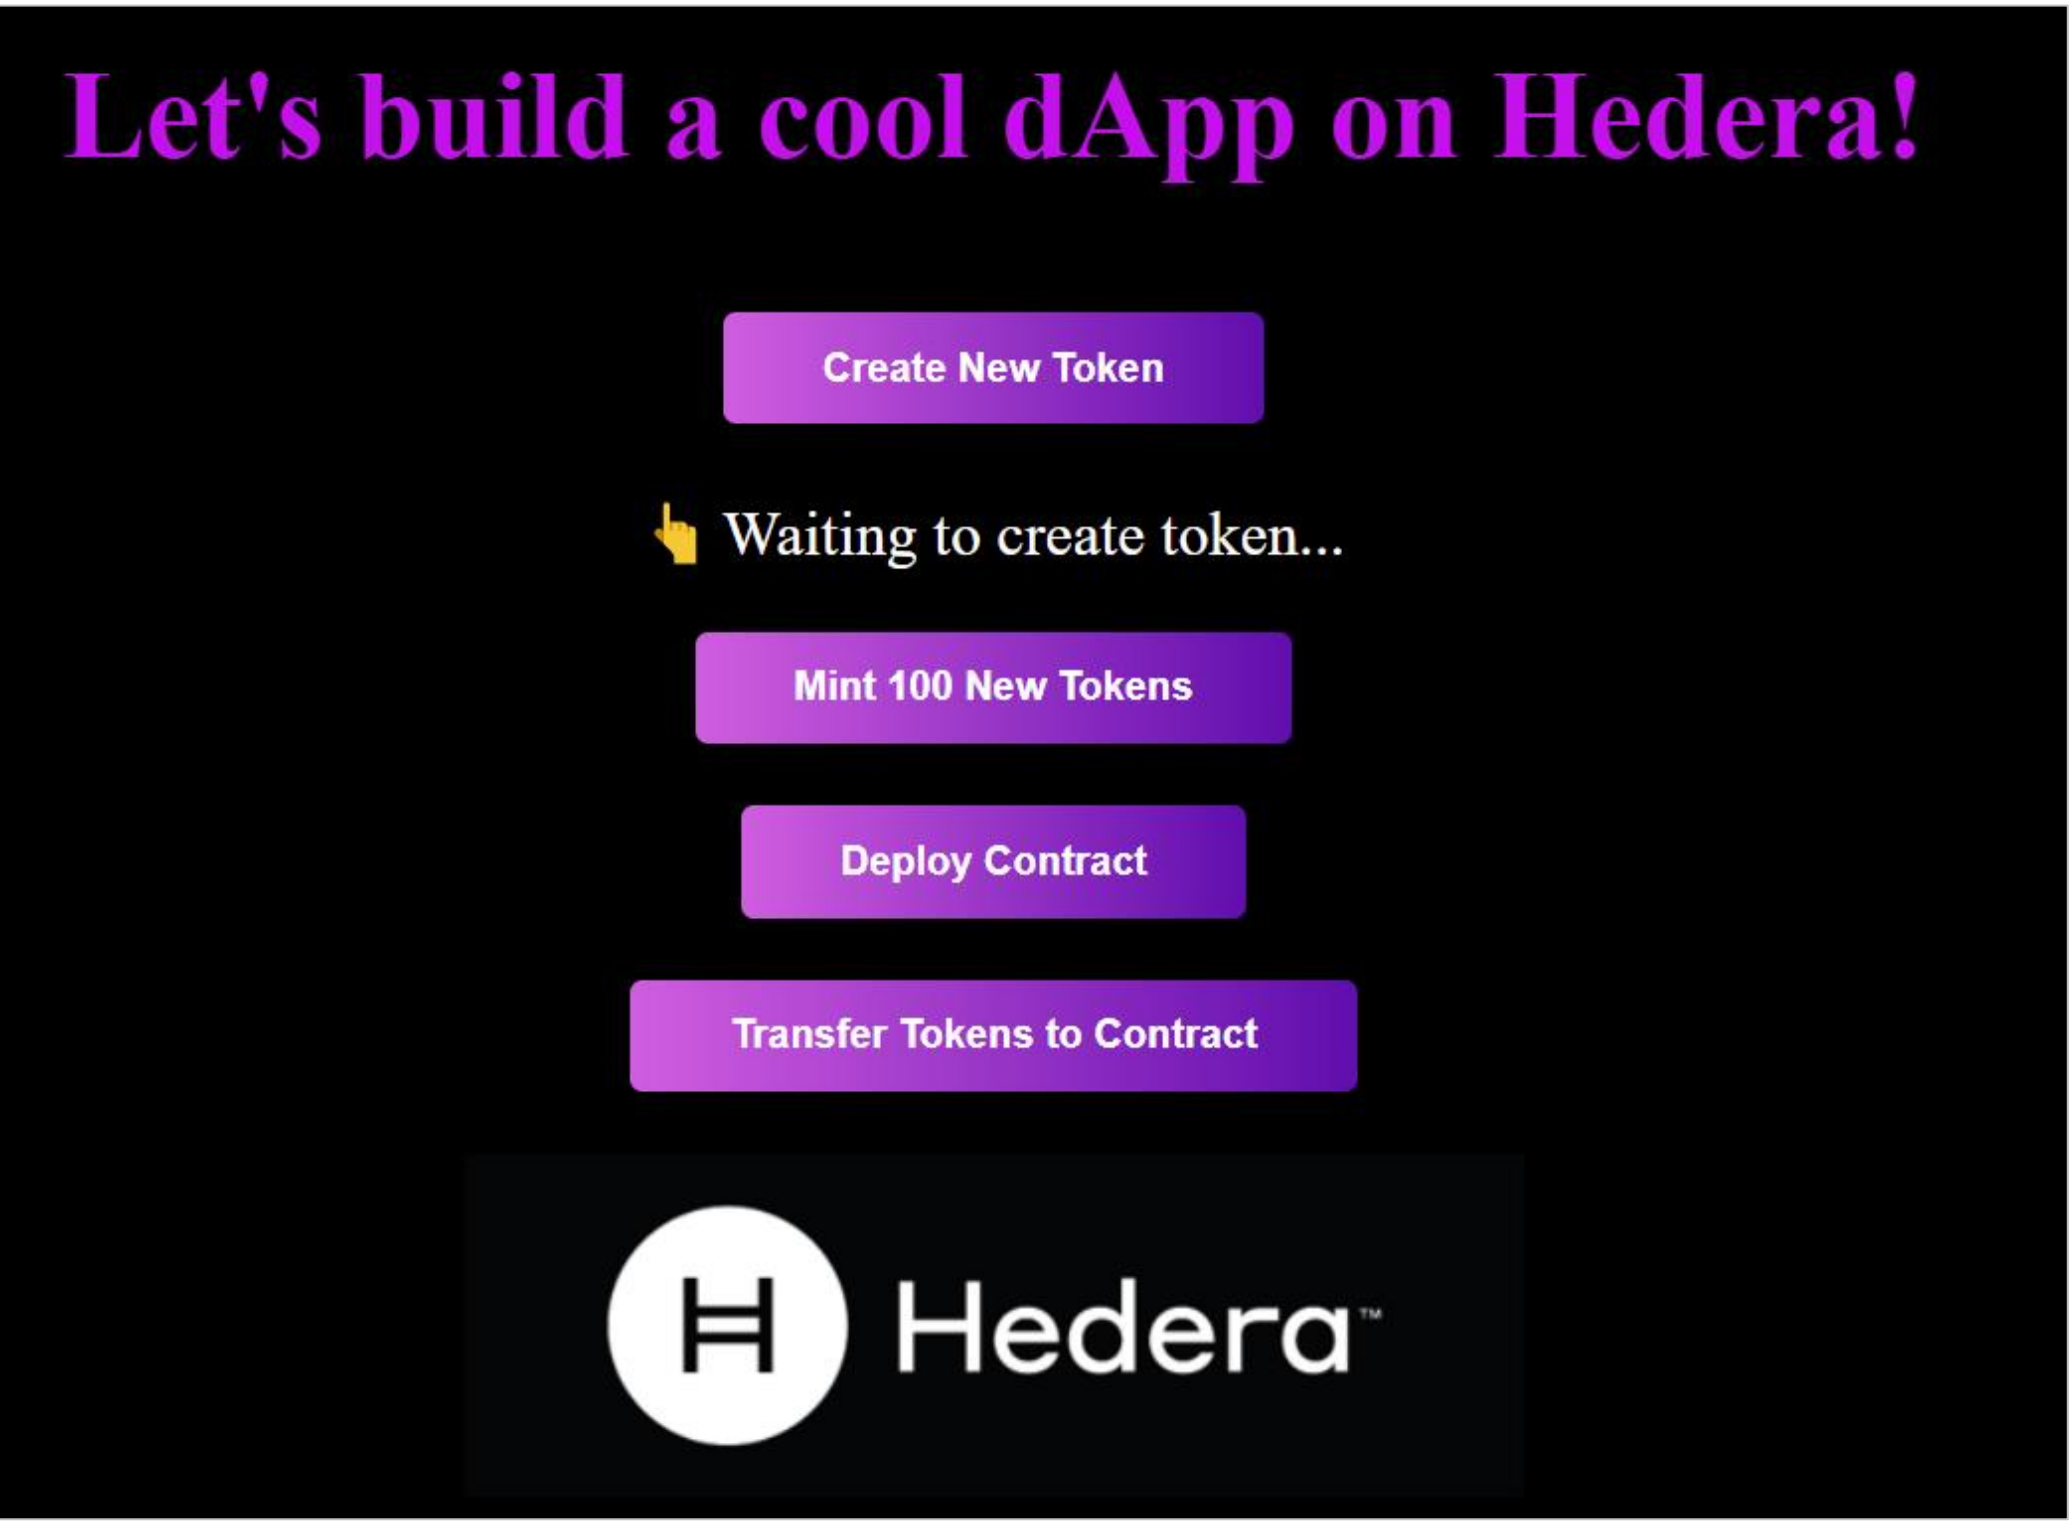 Let's build a cool dApp on Hedera!
Create New Token
👆 Waiting to create token...
Mint 100 New Tokens
Deploy Contract
Transfer Tokens to Contract
H Hedera™